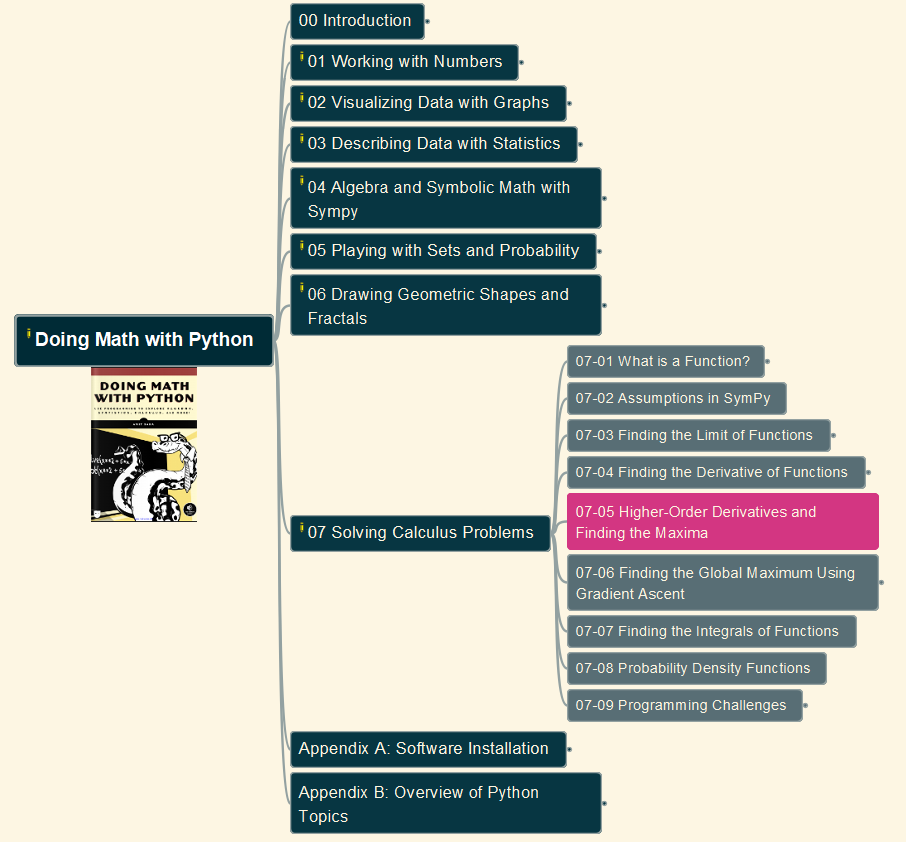 00 Introduction
01 Working with Numbers
02 Visualizing Data with Graphs
03 Describing Data with Statistics
04 Algebra and Symbolic Math with
Sympy
05 Playing with Sets and Probability
06 Drawing Geometric Shapes and
Fractals
Doing Math with Python
DOING MATH
WITH PYTHON
07 Solving Calculus Problems
07-01 What is a Function?
07-02 Assumptions in SymPy
07-03 Finding the Limit of Functions
07-04 Finding the Derivative of Functions
07-05 Higher-Order Derivatives and
Finding the Maxima
07-06 Finding the Global Maximum Using
Gradient Ascent
07-07 Finding the Integrals of Functions
07-08 Probability Density Functions
07-09 Programming Challenges
Appendix A: Software Installation
Appendix B: Overview of Python
Topics